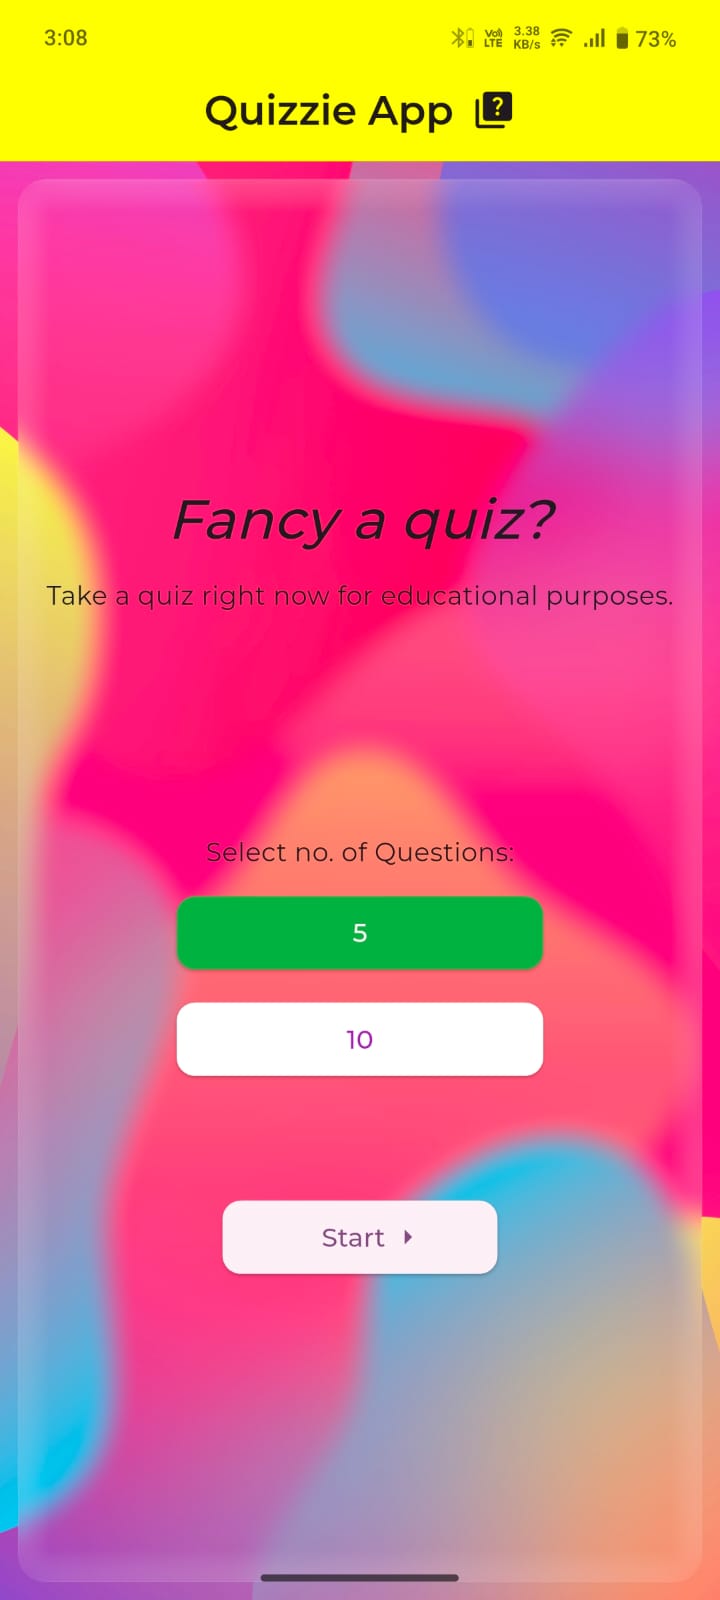 3:08
Vo)) LTE
3.38 KB/s
73%
Quizzie App
Fancy a quiz?
Take a quiz right now for educational purposes.
Select no. of Questions:
5
10
Start